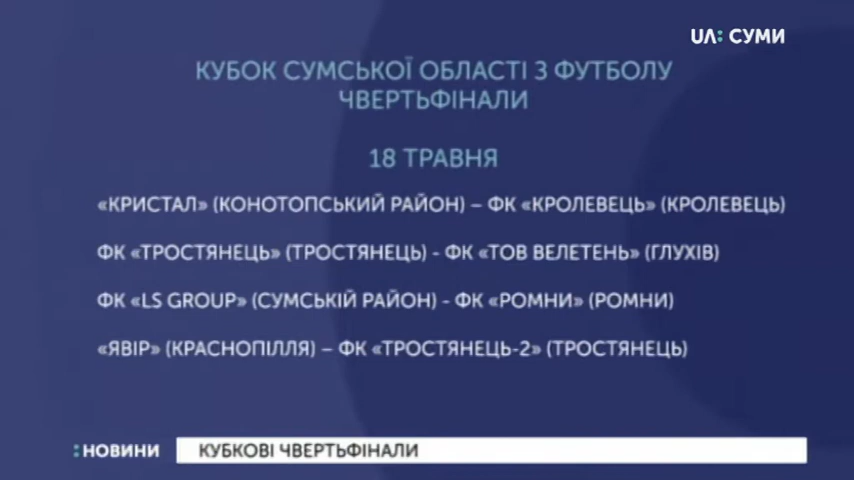 UA: СУМИ
КУБОК СУМСЬКОЇ ОБЛАСТІ З ФУТБОЛУ
ЧВЕРТЬФІНАЛИ
18 ТРАВНЯ
«КРИСТАЛ» (КОНОТОПСЬКИЙ РАЙОН) – ФК «КРОЛЕВЕЦЬ» (КРОЛЕВЕЦЬ)
ФК «ТРОСТЯНЕЦЬ» (ТРОСТЯНЕЦЬ) - ФК «ТОВ ВЕЛЕТЕНЬ» (ГЛУХІВ)
ФК «LS GROUP» (СУМСЬКІЙ РАЙОН) - ФК «РОМНИ» (РОМНИ)
«ЯВІР» (КРАСНОПІЛЛЯ) – ФК «ТРОСТЯНЕЦЬ-2» (ТРОСТЯНЕЦЬ)
:НОВИНИ КУБКОВІ ЧВЕРТЬФІНАЛИ